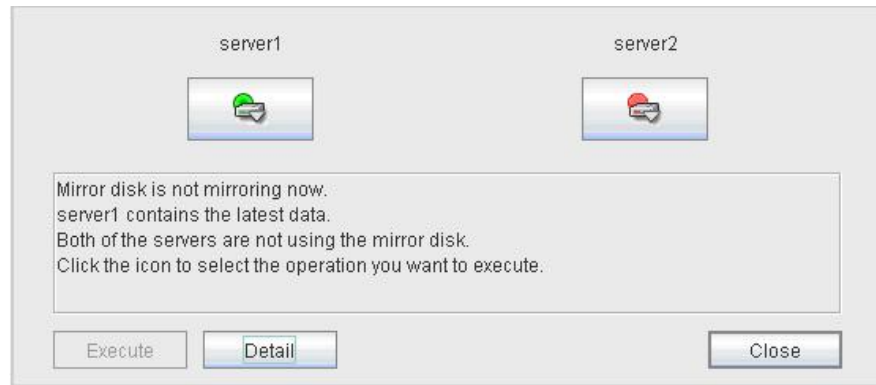 server1
server2
Mirror disk is not mirroring now.
server1 contains the latest data.
Both of the servers are not using the mirror disk.
Click the icon to select the operation you want to execute.
Execute
Detail
Close